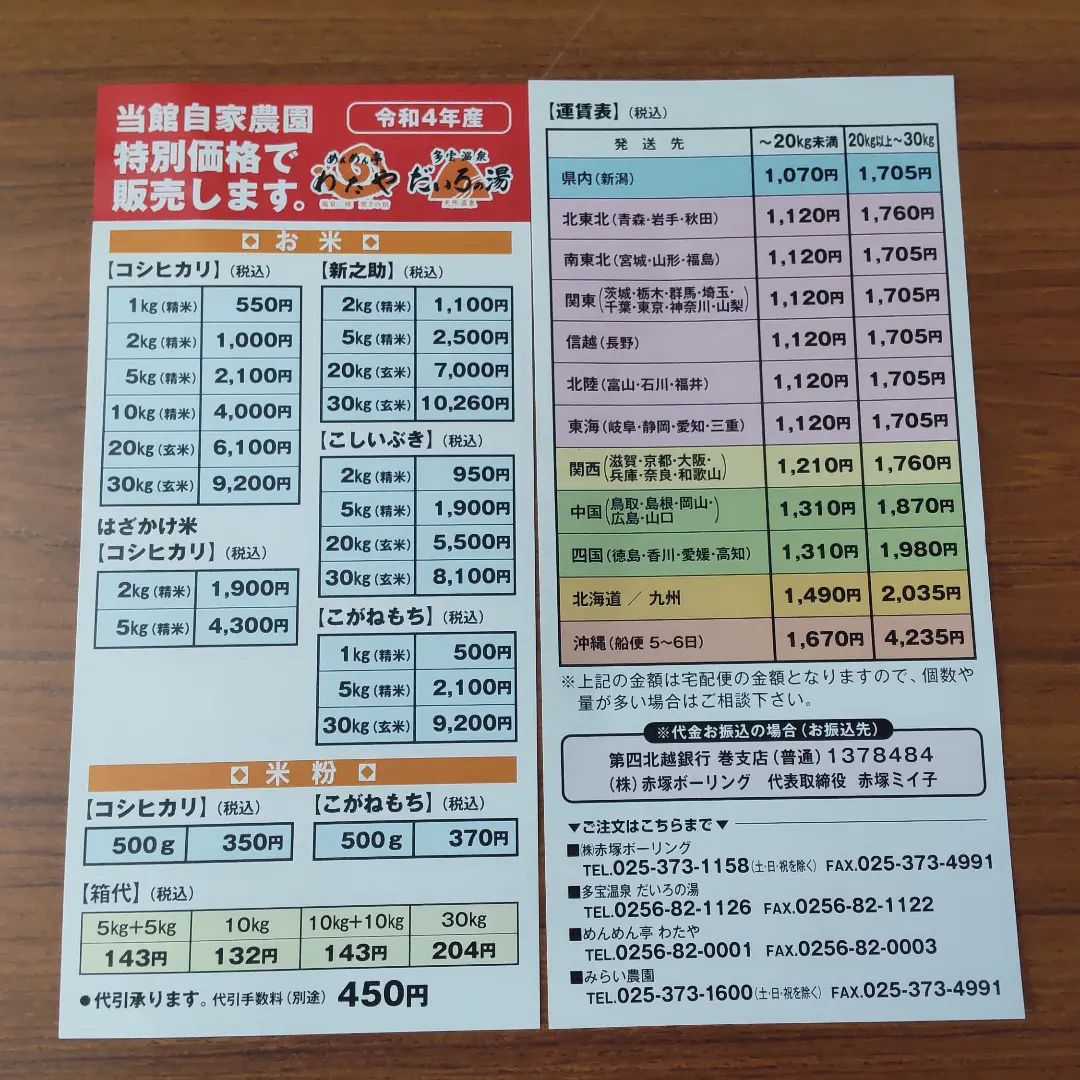 当館自家農園
特別価格で
販売します。
令和4年産
めんめん亭
わたや
多宝温泉
だいろの湯
天然温泉
◇ お 米 ◇
【コシヒカリ】(税込)
1kg(精米) 550円
2kg(精米) 1,000円
5kg(精米) 2,100円
10kg(精米) 4,000円
20kg(玄米) 6,100円
30kg(玄米) 9,200円
はざかけ米
【コシヒカリ】(税込)
2kg(精米) 1,900円
5kg(精米) 4,300円
【新之助】(税込)
2kg(精米) 1,100円
5kg(精米) 2,500円
20kg(玄米) 7,000円
30kg(玄米) 10,260円
【こしいぶき】(税込)
2kg(精米) 950円
5kg(精米) 1,900円
20kg(玄米) 5,500円
30kg(玄米) 8,100円
【こがねもち】(税込)
1kg(精米) 500円
5kg(精米) 2,100円
30kg(玄米) 9,200円
◇ 米 粉 ◇
【コシヒカリ】(税込)
500g 350円
【こがねもち】(税込)
500g 370円
【箱代】(税込)
5kg+5kg 10kg 10kg+10kg 30kg
143円 132円 143円 204円
●代引承ります。代引手数料(別途) 450円
【運賃表】(税込)
発送先 ～20kg未満 20kg以上～30kg
県内(新潟) 1,070円 1,705円
北東北(青森・岩手・秋田) 1,120円 1,760円
南東北(宮城・山形・福島) 1,120円 1,705円
関東(茨城・栃木・群馬・埼玉・
千葉・東京・神奈川・山梨) 1,120円 1,705円
信越(長野) 1,120円 1,705円
北陸(富山・石川・福井) 1,120円 1,705円
東海(岐阜・静岡・愛知・三重) 1,120円 1,705円
関西(滋賀・京都・大阪・
兵庫・奈良・和歌山) 1,210円 1,760円
中国(鳥取・島根・岡山・
広島・山口) 1,310円 1,870円
四国(徳島・香川・愛媛・高知) 1,310円 1,980円
北海道 / 九州 1,490円 2,035円
沖縄(船便 5～6日) 1,670円 4,235円
※上記の金額は宅配便の金額となりますので、個数や
量が多い場合はご相談下さい。
※代金お振込の場合(お振込先)
第四北越銀行 巻支店(普通)1378484
(株)赤塚ボーリング 代表取締役 赤塚ミイ子
▼ご注文はこちらまで▼
■㈱赤塚ボーリング
TEL.025-373-1158(土・日・祝を除く) FAX.025-373-4991
■多宝温泉 だいろの湯
TEL.0256-82-1126 FAX.0256-82-1122
■めんめん亭 わたや
TEL.0256-82-0001 FAX.0256-82-0003
■みらい農園
TEL.025-373-1600(土・日・祝を除く) FAX.025-373-4991